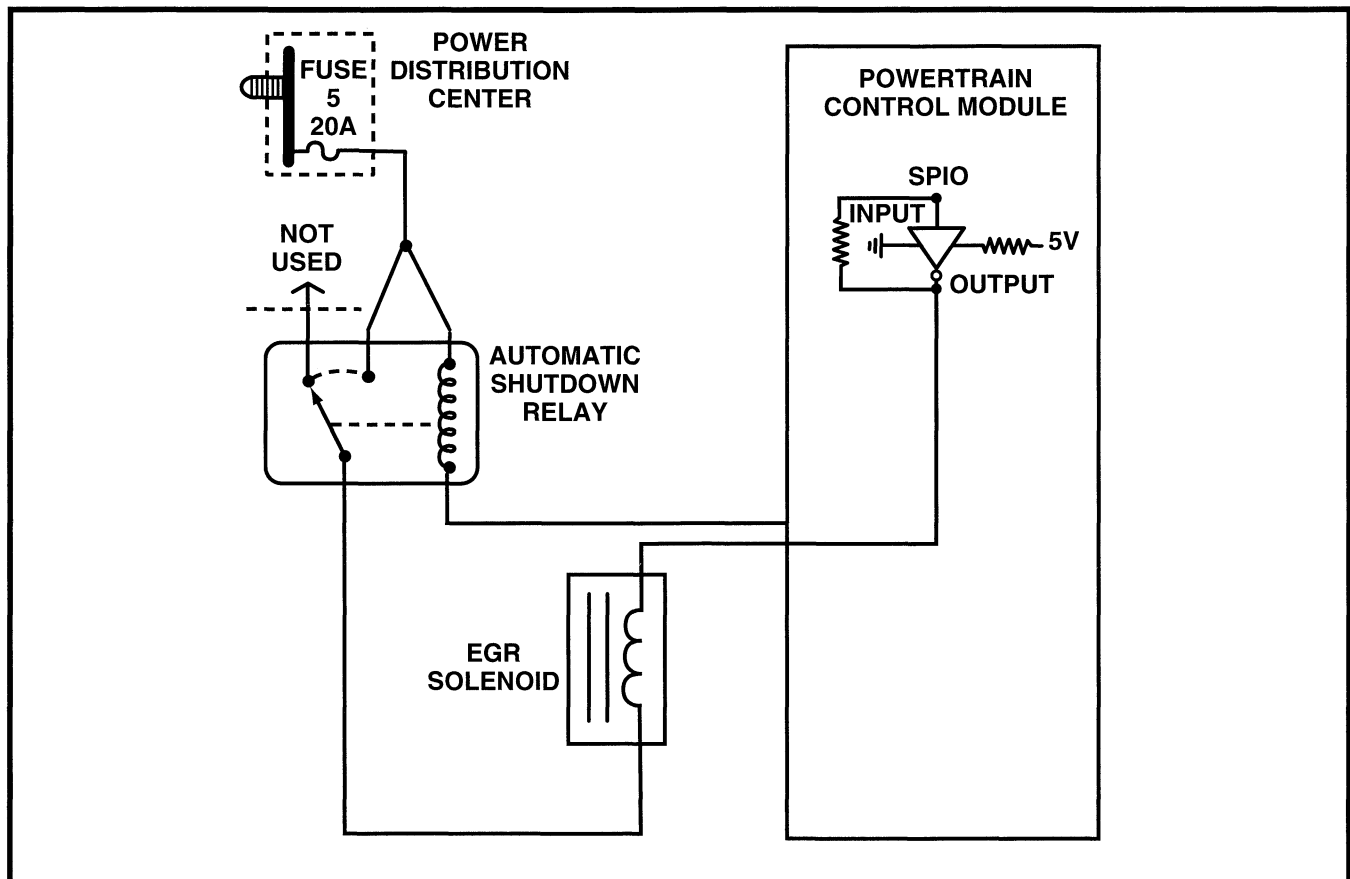 POWER
DISTRIBUTION
CENTER
FUSE
5
20A
POWERTRAIN
CONTROL MODULE
SPIO
INPUT
5V
OUTPUT
NOT
USED
AUTOMATIC
SHUTDOWN
RELAY
EGR
SOLENOID